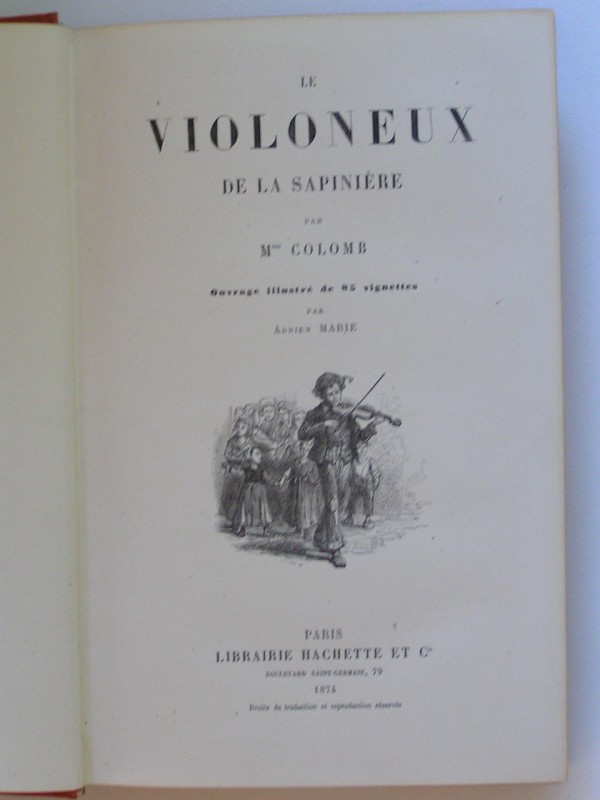 LE
VIOLONEUX
DE LA SAPINIÈRE
PAR
Mme COLOMB
Ouvrage illustré de 85 vignettes
PAR
ADRIEN MARIE
PARIS
LIBRAIRIE HACHETTE ET Cie
BOULEVARD SAINT-GERMAIN, 79
1874
Droits de traduction et reproduction réservés